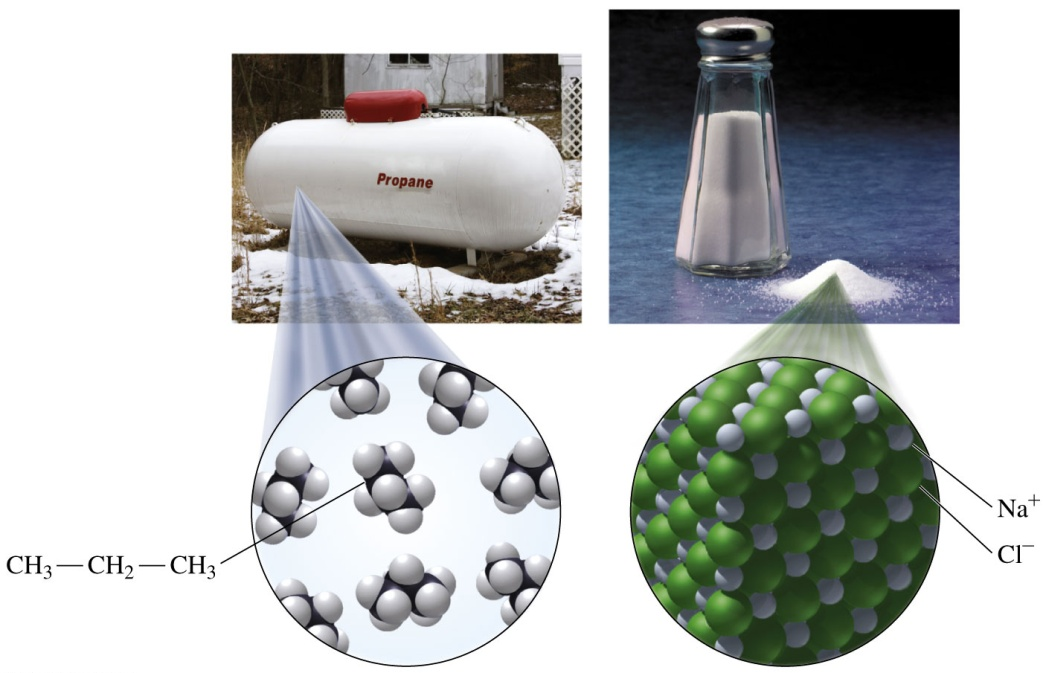 Propane
CH₃—CH₂—CH₃
Na⁺
Cl⁻